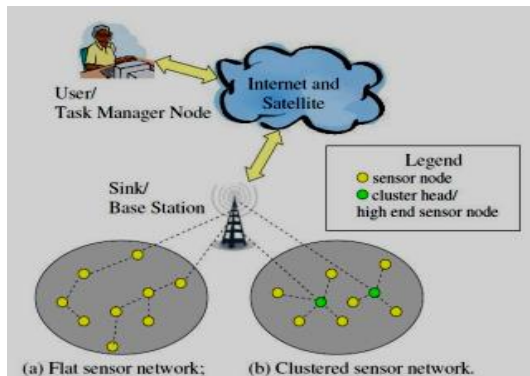 User/
Task Manager Node
Internet and
Satellite
Sink/
Base Station
Legend
sensor node
cluster head/
high end sensor node
(a) Flat sensor network;
(b) Clustered sensor network.